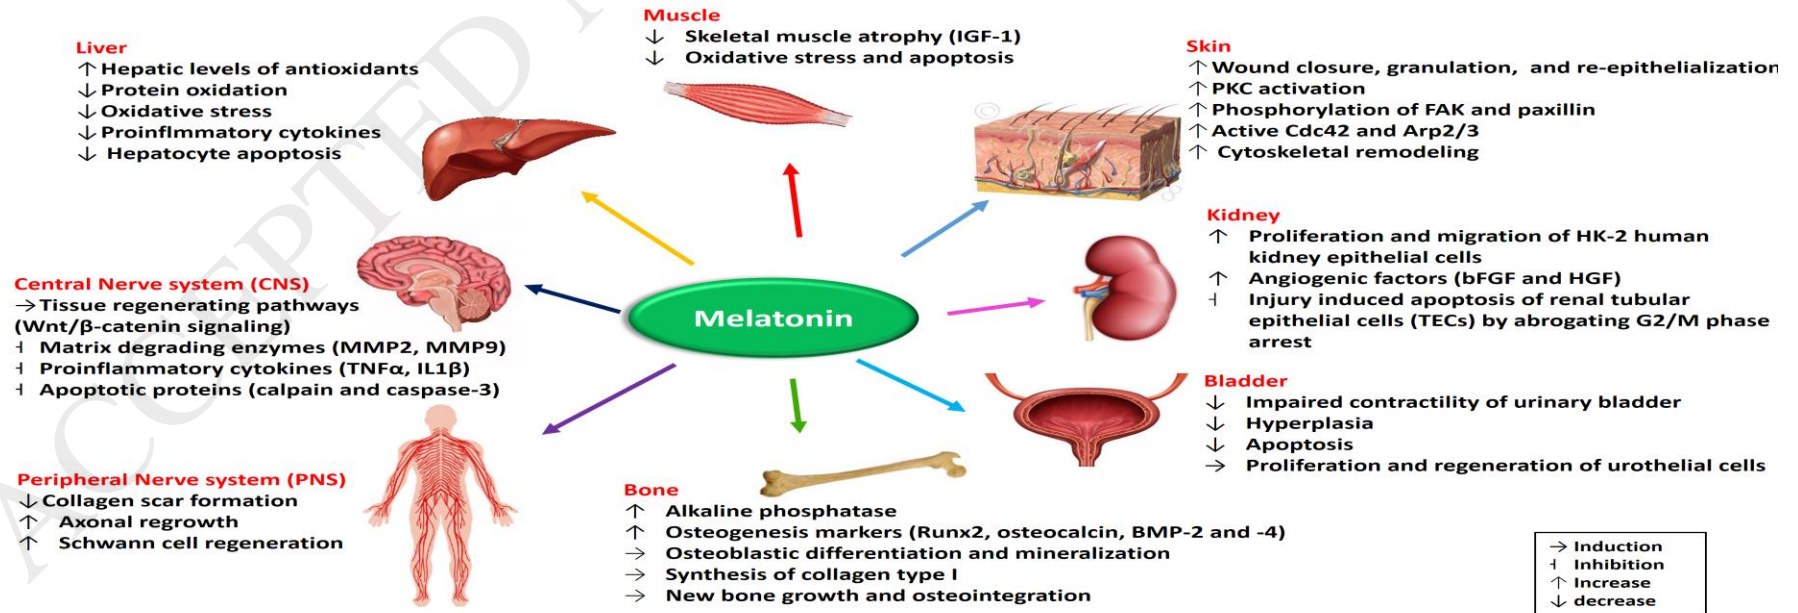 Muscle
↓ Skeletal muscle atrophy (IGF-1)
↓ Oxidative stress and apoptosis
Liver
↑ Hepatic levels of antioxidants
↓ Protein oxidation
↓ Oxidative stress
↓ Proinflmmatory cytokines
↓ Hepatocyte apoptosis
Skin
↑ Wound closure, granulation, and re-epithelialization
↑ PKC activation
↑ Phosphorylation of FAK and paxillin
↑ Active Cdc42 and Arp2/3
↑ Cytoskeletal remodeling
Kidney
↑ Proliferation and migration of HK-2 human
kidney epithelial cells
↑ Angiogenic factors (bFGF and HGF)
⫞ Injury induced apoptosis of renal tubular
epithelial cells (TECs) by abrogating G2/M phase
arrest
Central Nerve system (CNS)
→ Tissue regenerating pathways
(Wnt/β-catenin signaling)
⫞ Matrix degrading enzymes (MMP2, MMP9)
⫞ Proinflammatory cytokines (TNFα, IL1β)
⫞ Apoptotic proteins (calpain and caspase-3)
Melatonin
Bladder
↓ Impaired contractility of urinary bladder
↓ Hyperplasia
↓ Apoptosis
→ Proliferation and regeneration of urothelial cells
Peripheral Nerve system (PNS)
↓ Collagen scar formation
↑ Axonal regrowth
↑ Schwann cell regeneration
Bone
↑ Alkaline phosphatase
↑ Osteogenesis markers (Runx2, osteocalcin, BMP-2 and -4)
→ Osteoblastic differentiation and mineralization
→ Synthesis of collagen type I
→ New bone growth and osteointegration
→ Induction
⫞ Inhibition
↑ Increase
↓ decrease
ACCEPTED